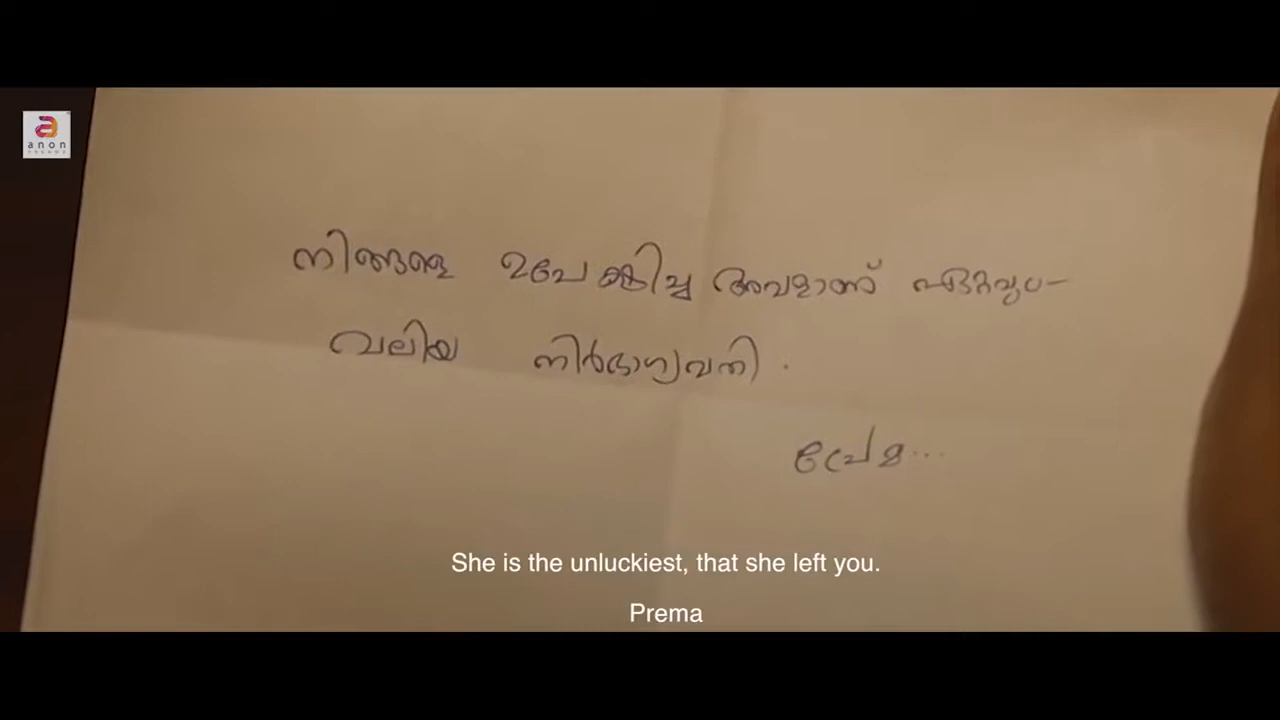 anon
നിങ്ങളെ ഉപേക്ഷിച്ച അവളാണ് ഏറ്റവും
വലിയ നിർഭാഗ്യവതി.
പ്രേമ...
She is the unluckiest, that she left you.
Prema